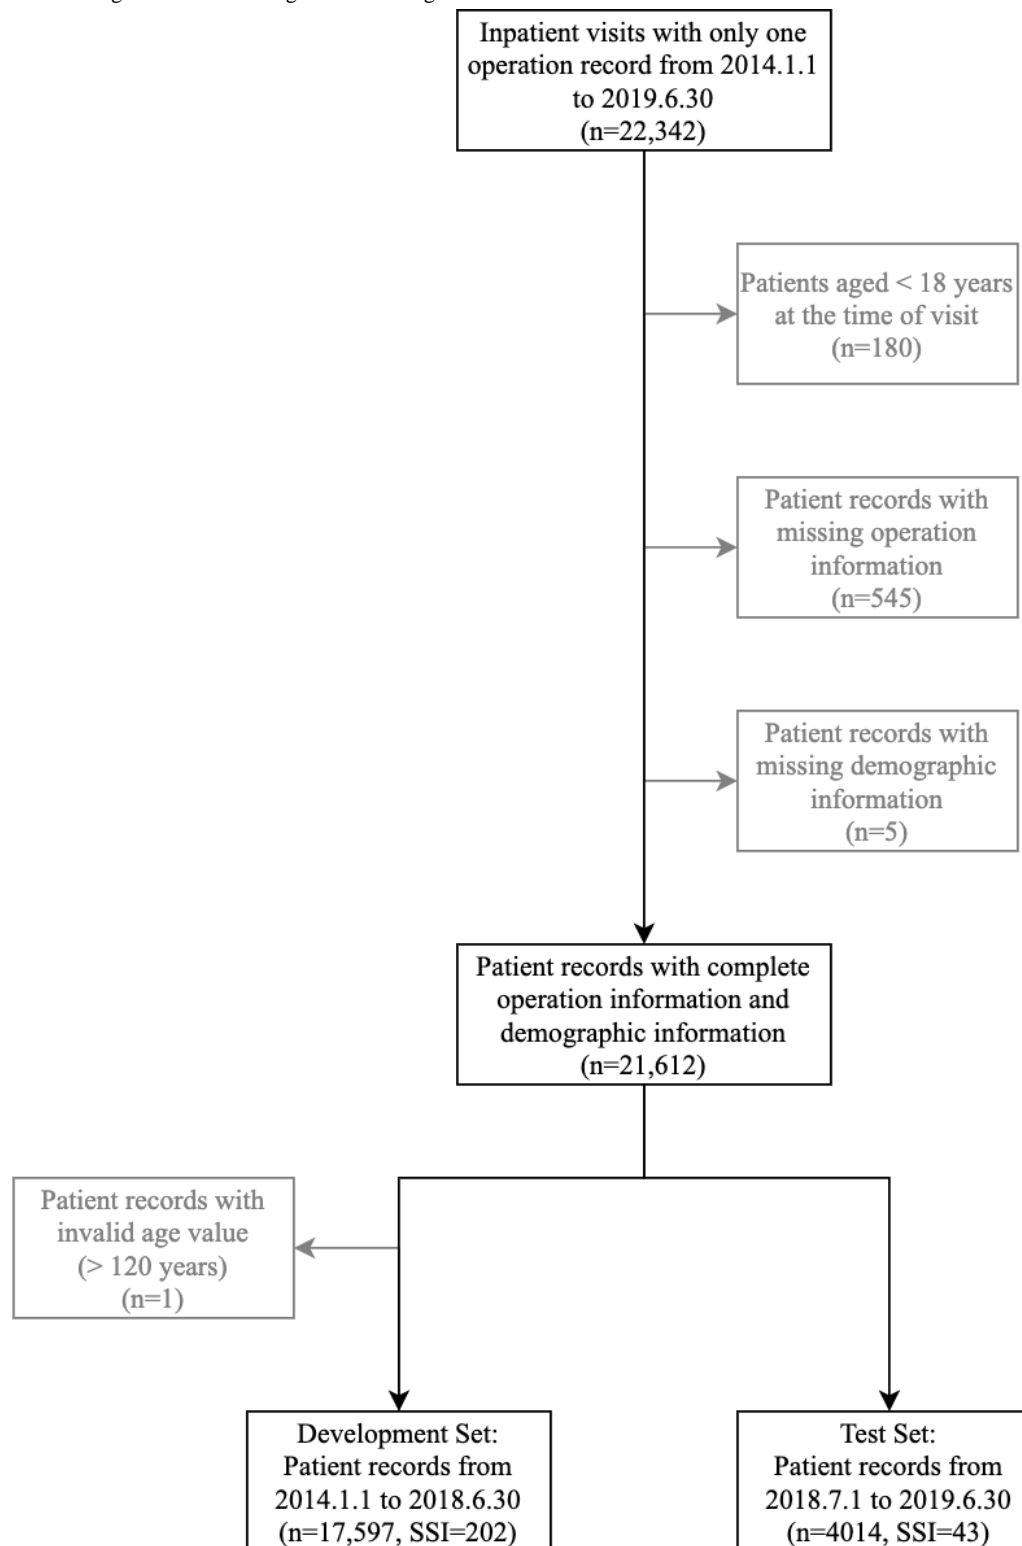 Inpatient visits with only one
operation record from 2014.1.1
to 2019.6.30
(n=22,342)
Patients aged < 18 years
at the time of visit
(n=180)
Patient records with
missing operation
information
(n=545)
Patient records with
missing demographic
information
(n=5)
Patient records with complete
operation information and
demographic information
(n=21,612)
Patient records with
invalid age value
(> 120 years)
(n=1)
Development Set:
Patient records from
2014.1.1 to 2018.6.30
(n=17,597, SSI=202)
Test Set:
Patient records from
2018.7.1 to 2019.6.30
(n=4014, SSI=43)